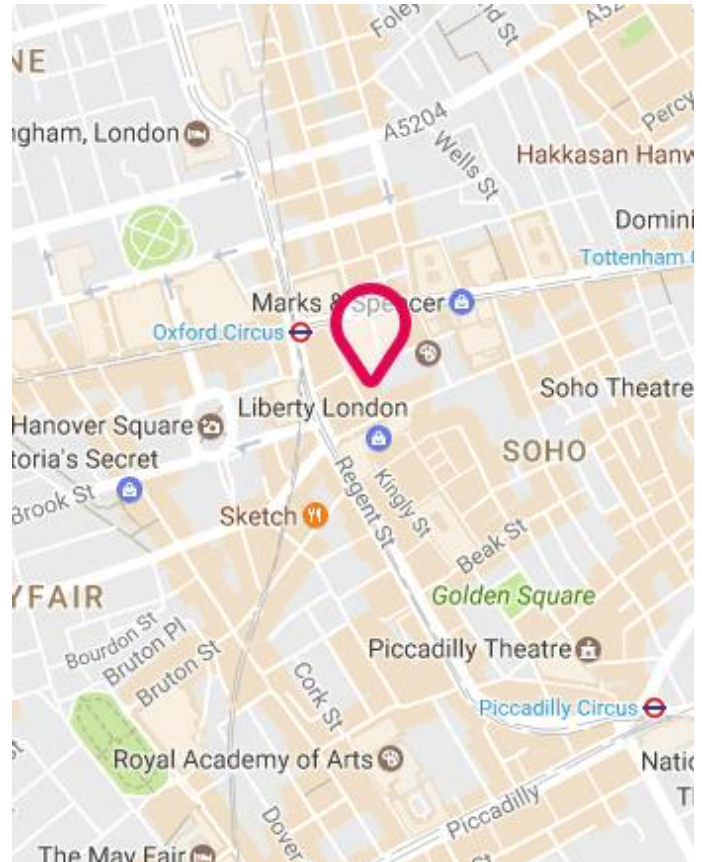 Foley
nd St
A52
NE
Percy
A5204
ngham, London
Wells St
Hakkasan Hanw
Domini
Tottenham
Marks & Spencer
Oxford Circus
Soho Theatre
Liberty London
Hanover Square
SOHO
toria's Secret
Brook St
Regent St
Kingly St
Sketch
Beak St
YFAIR
Golden Square
Bourdon St
Bruton Pl
Bruton St
Piccadilly Theatre
Cork St
Piccadilly Circus
Royal Academy of Arts
Natio
T
Piccadilly
Dover
The May Fair